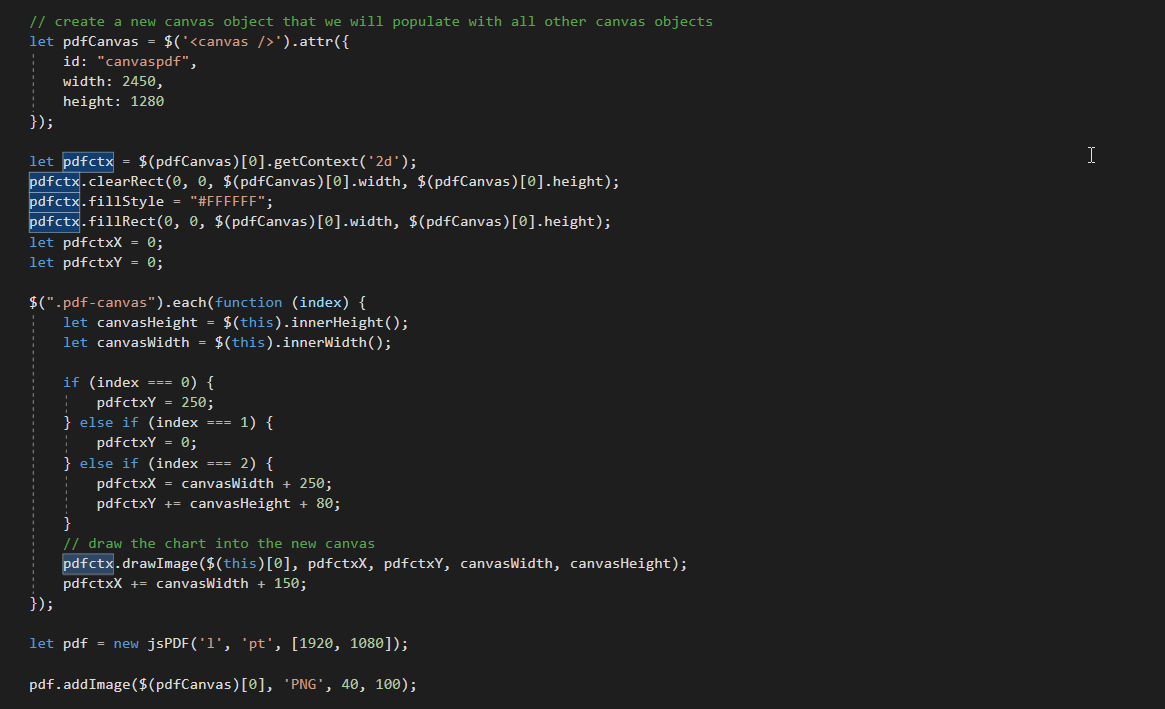 // create a new canvas object that we will populate with all other canvas objects
let pdfCanvas = $('<canvas />').attr({
    id: "canvaspdf",
    width: 2450,
    height: 1280
});

let pdfctx = $(pdfCanvas)[0].getContext('2d');
pdfctx.clearRect(0, 0, $(pdfCanvas)[0].width, $(pdfCanvas)[0].height);
pdfctx.fillStyle = "#FFFFFF";
pdfctx.fillRect(0, 0, $(pdfCanvas)[0].width, $(pdfCanvas)[0].height);
let pdfctxX = 0;
let pdfctxY = 0;

$(".pdf-canvas").each(function (index) {
    let canvasHeight = $(this).innerHeight();
    let canvasWidth = $(this).innerWidth();

    if (index === 0) {
        pdfctxY = 250;
    } else if (index === 1) {
        pdfctxY = 0;
    } else if (index === 2) {
        pdfctxX = canvasWidth + 250;
        pdfctxY += canvasHeight + 80;
    }
    // draw the chart into the new canvas
    pdfctx.drawImage($(this)[0], pdfctxX, pdfctxY, canvasWidth, canvasHeight);
    pdfctxX += canvasWidth + 150;
});

let pdf = new jsPDF('l', 'pt', [1920, 1080]);

pdf.addImage($(pdfCanvas)[0], 'PNG', 40, 100);